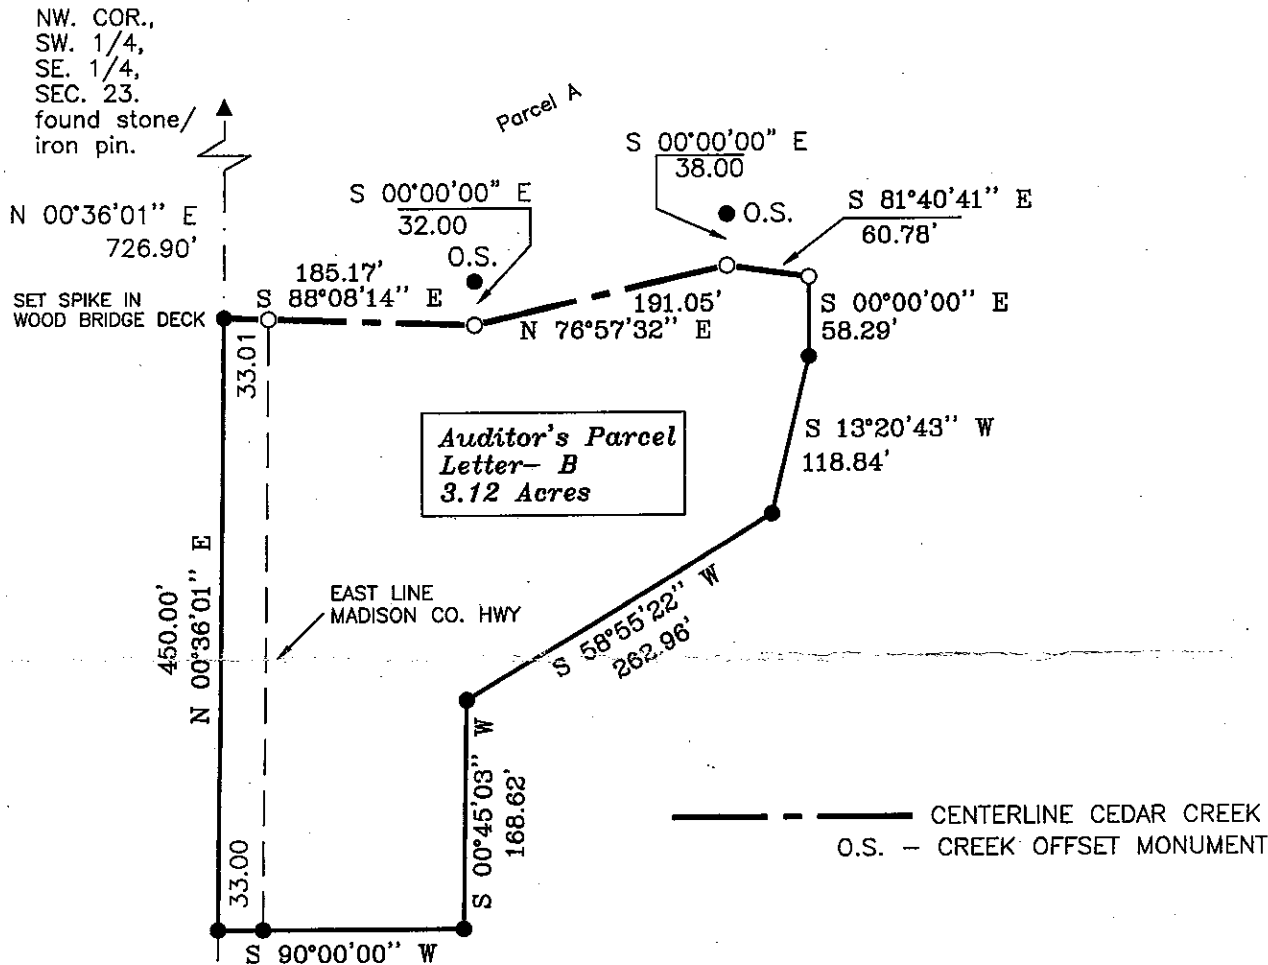 NW. COR.,
SW. 1/4,
SE. 1/4,
SEC. 23.
found stone/
iron pin.
Parcel A
S 00°00'00" E
38.00
S 00°00'00" E
32.00
O.S.
O.S.
S 81°40'41" E
60.78'
N 00°36'01" E
726.90'
185.17'
S 88°08'14" E
191.05'
N 76°57'32" E
S 00°00'00" E
58.29'
SET SPIKE IN
WOOD BRIDGE DECK
33.01
Auditor's Parcel
Letter- B
3.12 Acres
S 13°20'43" W
118.84'
450.00'
N 00°36'01" E
EAST LINE
MADISON CO. HWY
S 58°55'22" W
262.96'
S 00°45'03" W
168.62'
33.00
S 90°00'00" W
CENTERLINE CEDAR CREEK
O.S. – CREEK OFFSET MONUMENT